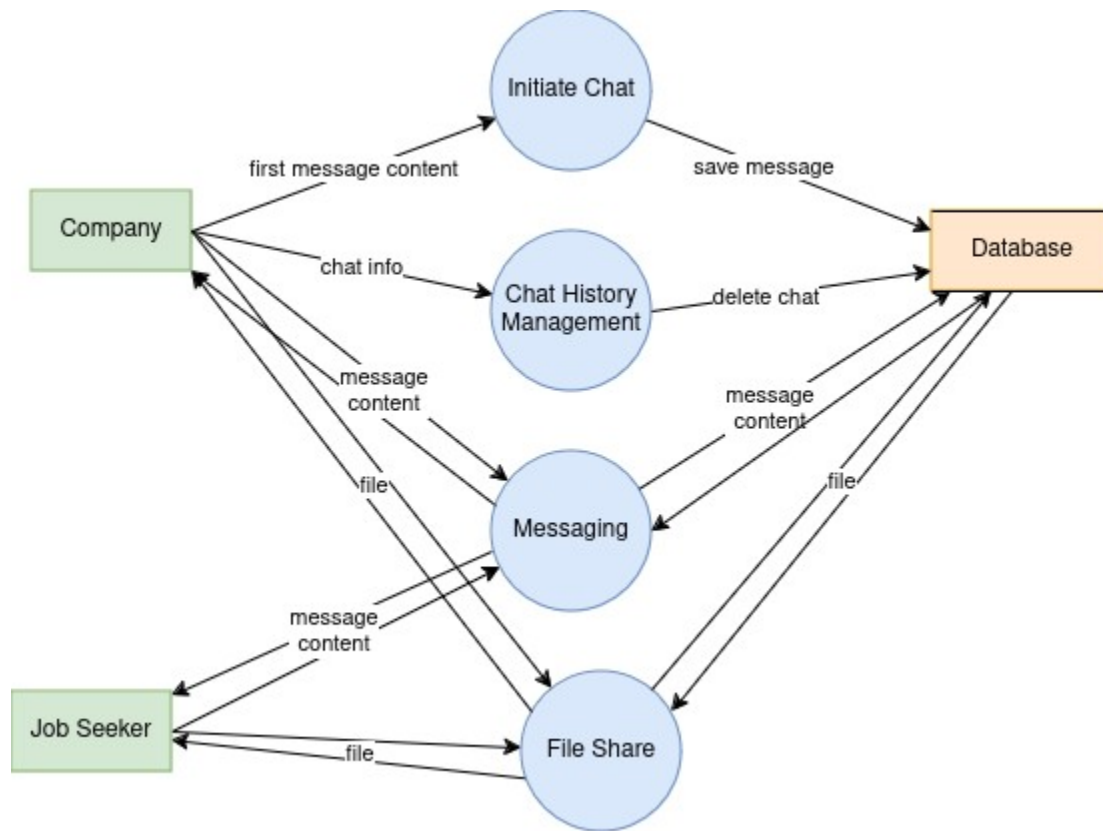 Initiate Chat
first message content
save message
Company
Database
chat info
Chat History
Management
delete chat
message
content
message
content
file
file
Messaging
message
content
Job Seeker
File Share
file